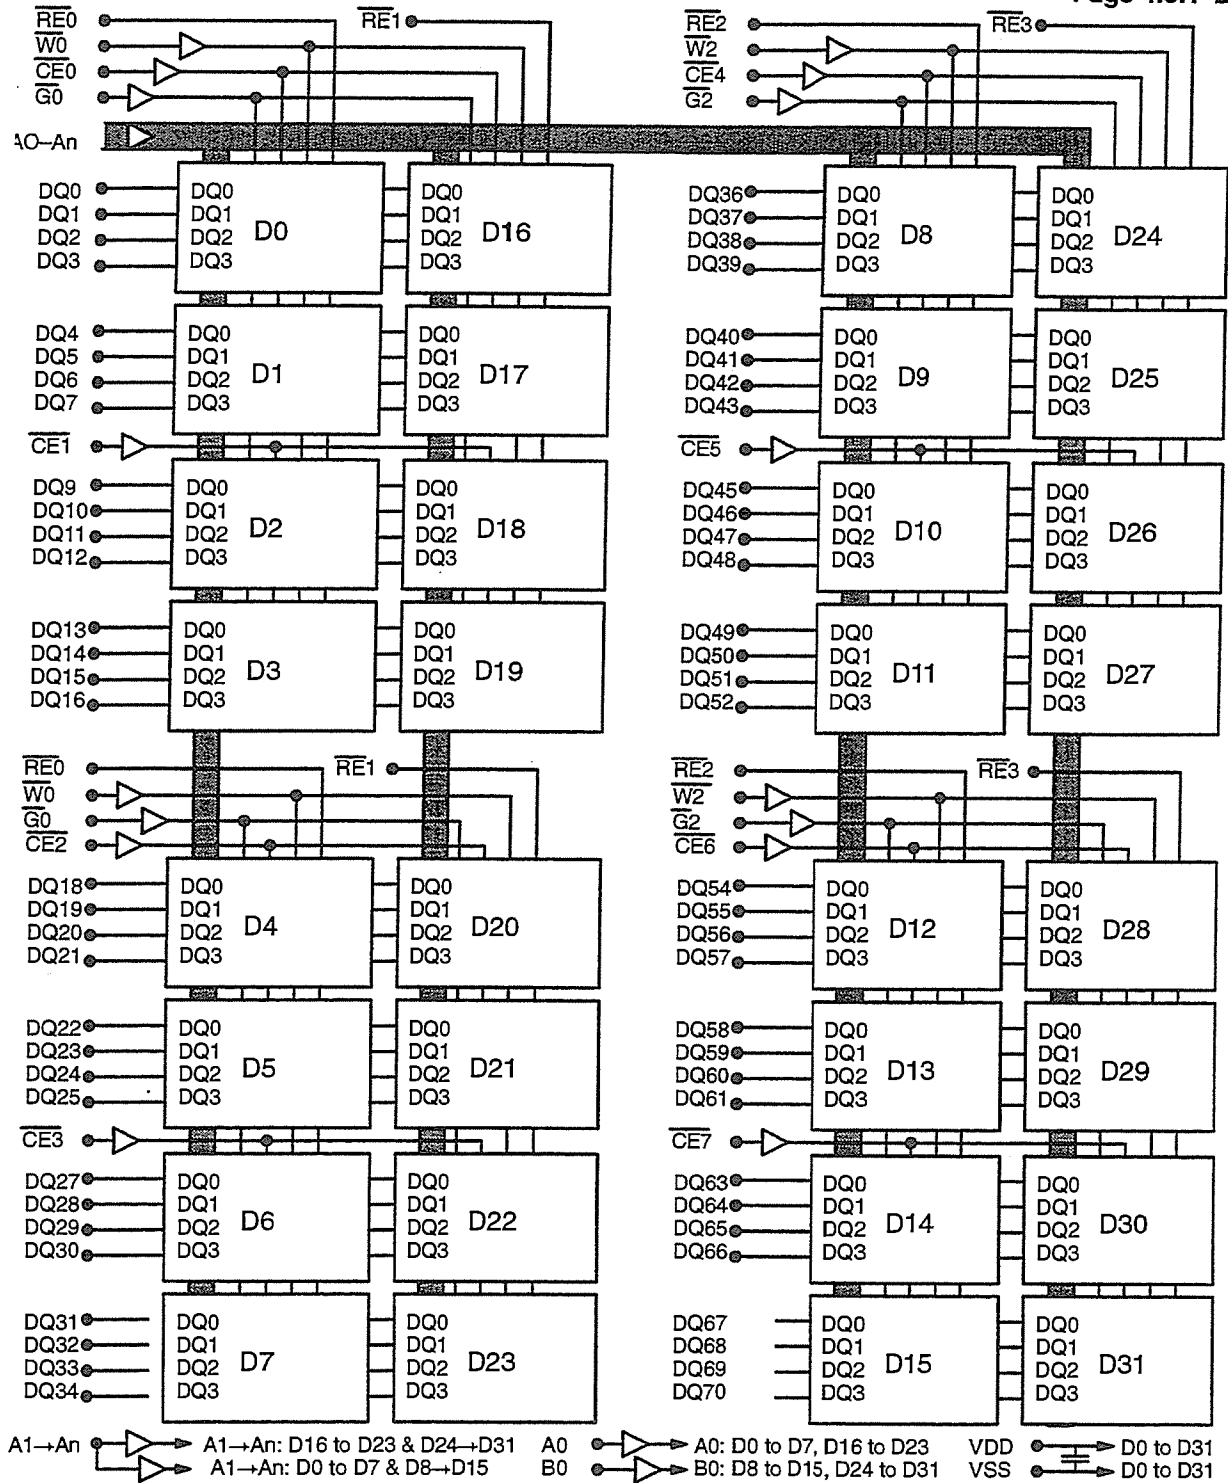 RE0 RE1 RE2 RE3
W0 W2
CE0 CE4
G0 G2
AO–An
DQ0 DQ0 DQ0 DQ36 DQ0 DQ0
DQ1 DQ1 DQ1 DQ37 DQ1 DQ1
DQ2 DQ2 D0 DQ2 D16 DQ38 DQ2 D8 DQ2 D24
DQ3 DQ3 DQ3 DQ39 DQ3 DQ3
DQ4 DQ0 DQ0 DQ40 DQ0 DQ0
DQ5 DQ1 DQ1 DQ41 DQ1 DQ1
DQ6 DQ2 D1 DQ2 D17 DQ42 DQ2 D9 DQ2 D25
DQ7 DQ3 DQ3 DQ43 DQ3 DQ3
CE1 CE5
DQ9 DQ0 DQ0 DQ45 DQ0 DQ0
DQ10 DQ1 DQ1 DQ46 DQ1 DQ1
DQ11 DQ2 D2 DQ2 D18 DQ47 DQ2 D10 DQ2 D26
DQ12 DQ3 DQ3 DQ48 DQ3 DQ3
DQ13 DQ0 DQ0 DQ49 DQ0 DQ0
DQ14 DQ1 DQ1 DQ50 DQ1 DQ1
DQ15 DQ2 D3 DQ2 D19 DQ51 DQ2 D11 DQ2 D27
DQ16 DQ3 DQ3 DQ52 DQ3 DQ3
RE0 RE1 RE2 RE3
W0 W2
G0 G2
CE2 CE6
DQ18 DQ0 DQ0 DQ54 DQ0 DQ0
DQ19 DQ1 DQ1 DQ55 DQ1 DQ1
DQ20 DQ2 D4 DQ2 D20 DQ56 DQ2 D12 DQ2 D28
DQ21 DQ3 DQ3 DQ57 DQ3 DQ3
DQ22 DQ0 DQ0 DQ58 DQ0 DQ0
DQ23 DQ1 DQ1 DQ59 DQ1 DQ1
DQ24 DQ2 D5 DQ2 D21 DQ60 DQ2 D13 DQ2 D29
DQ25 DQ3 DQ3 DQ61 DQ3 DQ3
CE3 CE7
DQ27 DQ0 DQ0 DQ63 DQ0 DQ0
DQ28 DQ1 DQ1 DQ64 DQ1 DQ1
DQ29 DQ2 D6 DQ2 D22 DQ65 DQ2 D14 DQ2 D30
DQ30 DQ3 DQ3 DQ66 DQ3 DQ3
DQ31 DQ0 DQ0 DQ67 DQ0 DQ0
DQ32 DQ1 DQ1 DQ68 DQ1 DQ1
DQ33 DQ2 D7 DQ2 D23 DQ69 DQ2 D15 DQ2 D31
DQ34 DQ3 DQ3 DQ70 DQ3 DQ3
A1→An A1→An: D16 to D23 & D24→D31 A0 A0: D0 to D7, D16 to D23 VDD D0 to D31
A1→An: D0 to D7 & D8→D15 B0 B0: D8 to D15, D24 to D31 VSS D0 to D31